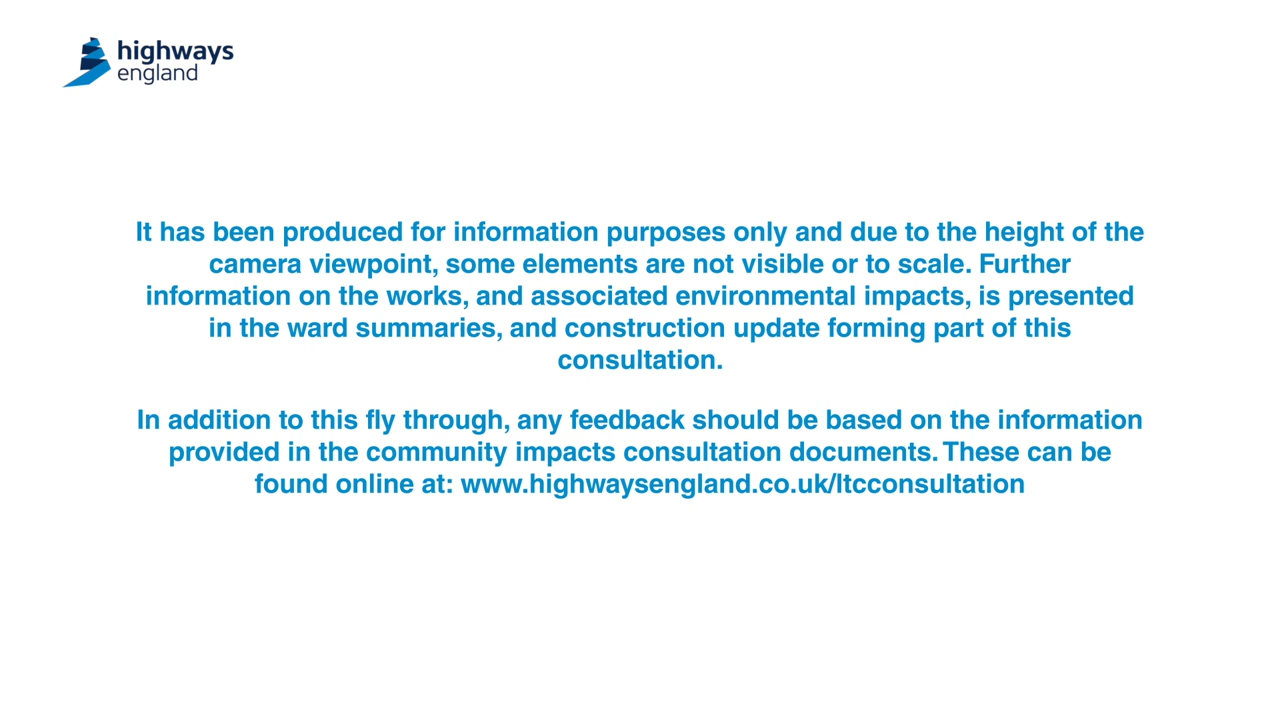 highways
england
It has been produced for information purposes only and due to the height of the
camera viewpoint, some elements are not visible or to scale. Further
information on the works, and associated environmental impacts, is presented
in the ward summaries, and construction update forming part of this
consultation.
In addition to this fly through, any feedback should be based on the information
provided in the community impacts consultation documents. These can be
found online at: www.highwaysengland.co.uk/ltcconsultation